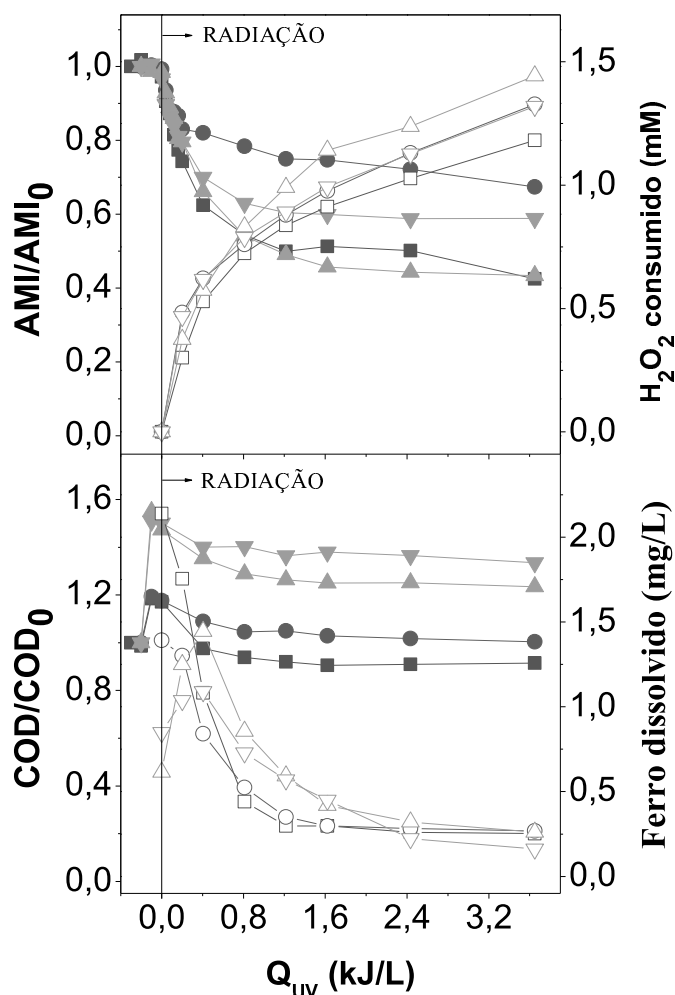 RADIAÇÃO
AMI/AMI0
1,0
0,8
0,6
0,4
0,2
0,0
1,5
1,0
0,5
0,0
H2O2 consumido (mM)
RADIAÇÃO
COD/COD0
1,6
1,2
0,8
0,4
0,0
2,0
1,5
1,0
0,5
0,0
Ferro dissolvido (mg/L)
0,0 0,8 1,6 2,4 3,2
QUV (kJ/L)